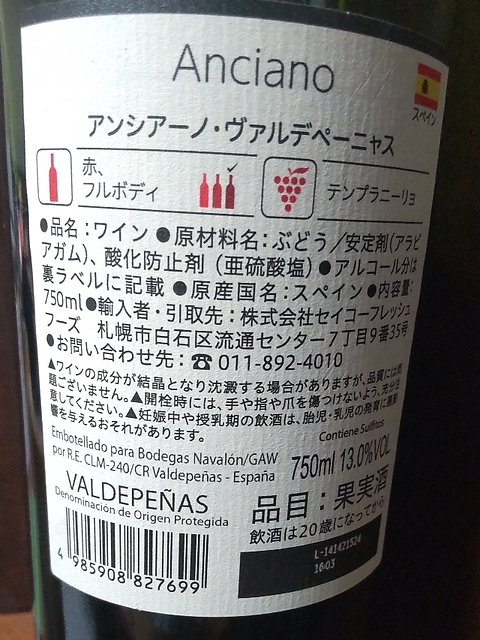 Anciano
スペイン
アンシアーノ・ヴァルデペーニャス
赤、
フルボディ
テンプラニーリョ
●品名：ワイン ●原材料名：ぶどう／安定剤（アラビ
アガム）、酸化防止剤（亜硫酸塩）●アルコール分は
裏ラベルに記載 ●原産国名：スペイン ●内容量：
750ml ●輸入者・引取先：株式会社セイコーフレッシュ
フーズ 札幌市白石区流通センター7丁目9番35号
●お問い合わせ先：☎ 011-892-4010
▲ワインの成分が結晶となり沈澱する場合がありますが、品質には問
題ございません。▲開栓時には、手や指や爪を傷つけないよう、充分注
意してください。▲妊娠中や授乳期の飲酒は、胎児・乳児の発育に悪影
響を与えるおそれがあります。
Contiene Sulfitos
Embotellado para Bodegas Navalón/GAW
por R.E. CLM-240/CR Valdepeñas - España
750ml 13.0%VOL
VALDEPEÑAS
Denominación de Origen Protegida
品目：果実酒
飲酒は20歳になってから
L-141421524
16:03
4 985908 827699